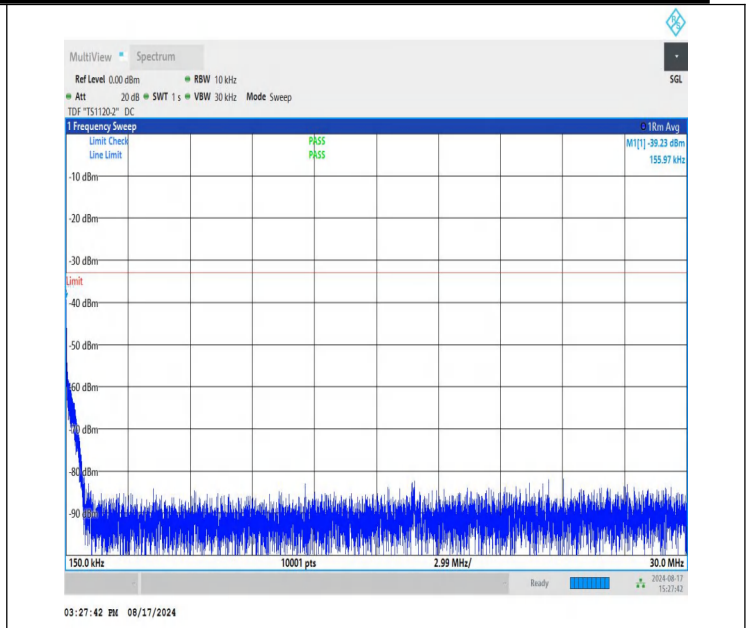 R S
MultiView Spectrum
Ref Level 0.00 dBm RBW 10 kHz SGL
Att 20 dB SWT 1 s VBW 30 kHz Mode Sweep
TDF "TS1120-2" DC
1 Frequency Sweep 1Rm Avg
Limit Check PASS M1[1] -39.23 dBm
Line Limit PASS 155.97 kHz
-10 dBm
-20 dBm
-30 dBm
Limit
-40 dBm
-50 dBm
-60 dBm
-70 dBm
-80 dBm
-90 dBm
150.0 kHz 10001 pts 2.99 MHz/ 30.0 MHz
Ready 2024-08-17
15:27:42
03:27:42 PM 08/17/2024